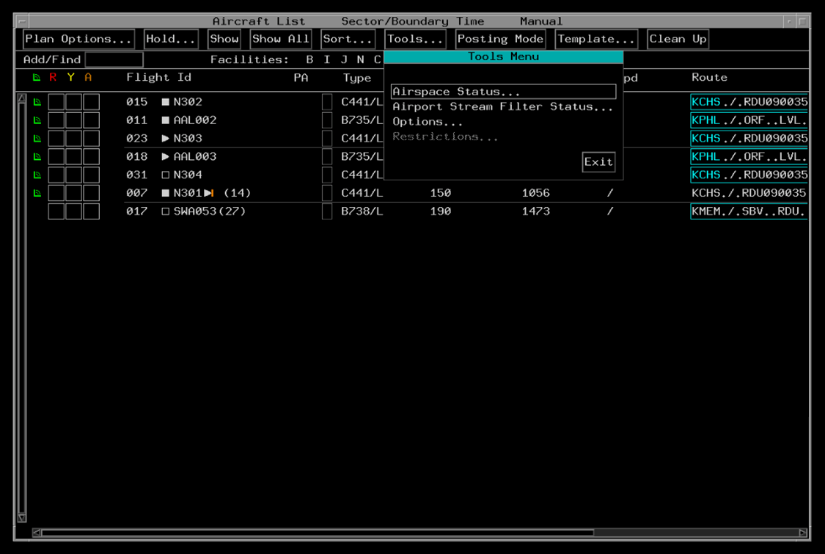 Aircraft List Sector/Boundary Time Manual
Plan Options... Hold... Show Show All Sort... Tools... Posting Mode Template... Clean Up
Add/Find Facilities: B I J N C
Tools Menu
R Y A Flight Id PA Type pd Route
Airspace Status...
Airport Stream Filter Status...
Options...
Restrictions...
Exit
015 N302 C441/L KCHS./.RDU090035
011 AAL002 B735/L KPHL./.ORF..LVL.
023 N303 C441/L KCHS./.RDU090035
018 AAL003 B735/L KPHL./.ORF..LVL.
031 N304 C441/L KCHS./.RDU090035
007 N301 (14) C441/L 150 1056 / KCHS./.RDU090035
017 SWA053(27) B738/L 190 1473 / KMEM./.SBV..RDU.